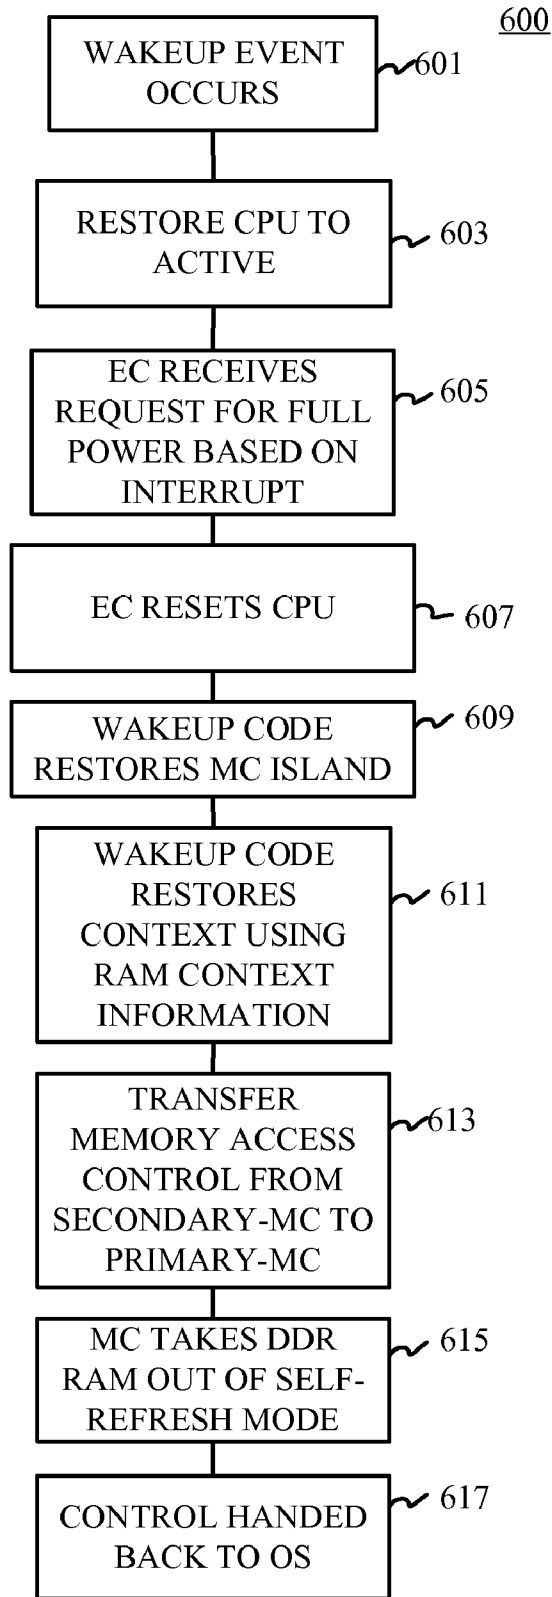 600
WAKEUP EVENT
OCCURS
601
RESTORE CPU TO
ACTIVE
603
EC RECEIVES
REQUEST FOR FULL
POWER BASED ON
INTERRUPT
605
EC RESETS CPU
607
WAKEUP CODE
RESTORES MC ISLAND
609
WAKEUP CODE
RESTORES
CONTEXT USING
RAM CONTEXT
INFORMATION
611
TRANSFER
MEMORY ACCESS
CONTROL FROM
SECONDARY-MC TO
PRIMARY-MC
613
MC TAKES DDR
RAM OUT OF SELF-
REFRESH MODE
615
CONTROL HANDED
BACK TO OS
617